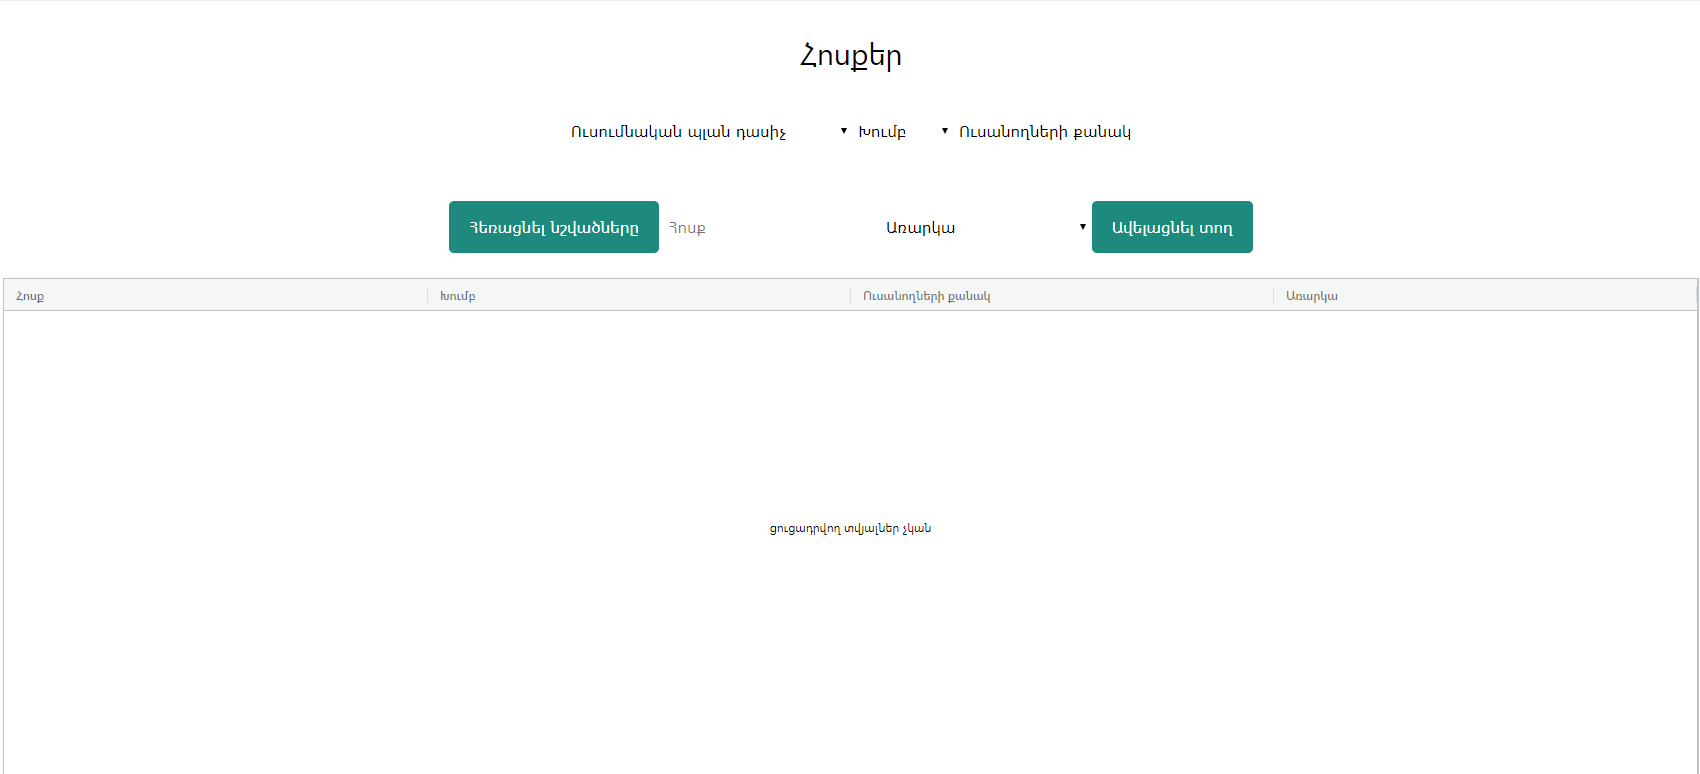 Հոսքեր
Ուսումնական պլան դասիչ Խումբ Ուսանողների քանակ
Հեռացնել նշվածները Հոսք Առարկա Ավելացնել տող
Հոսք Խումբ Ուսանողների քանակ Առարկա
ցուցադրվող տվյալներ չկան